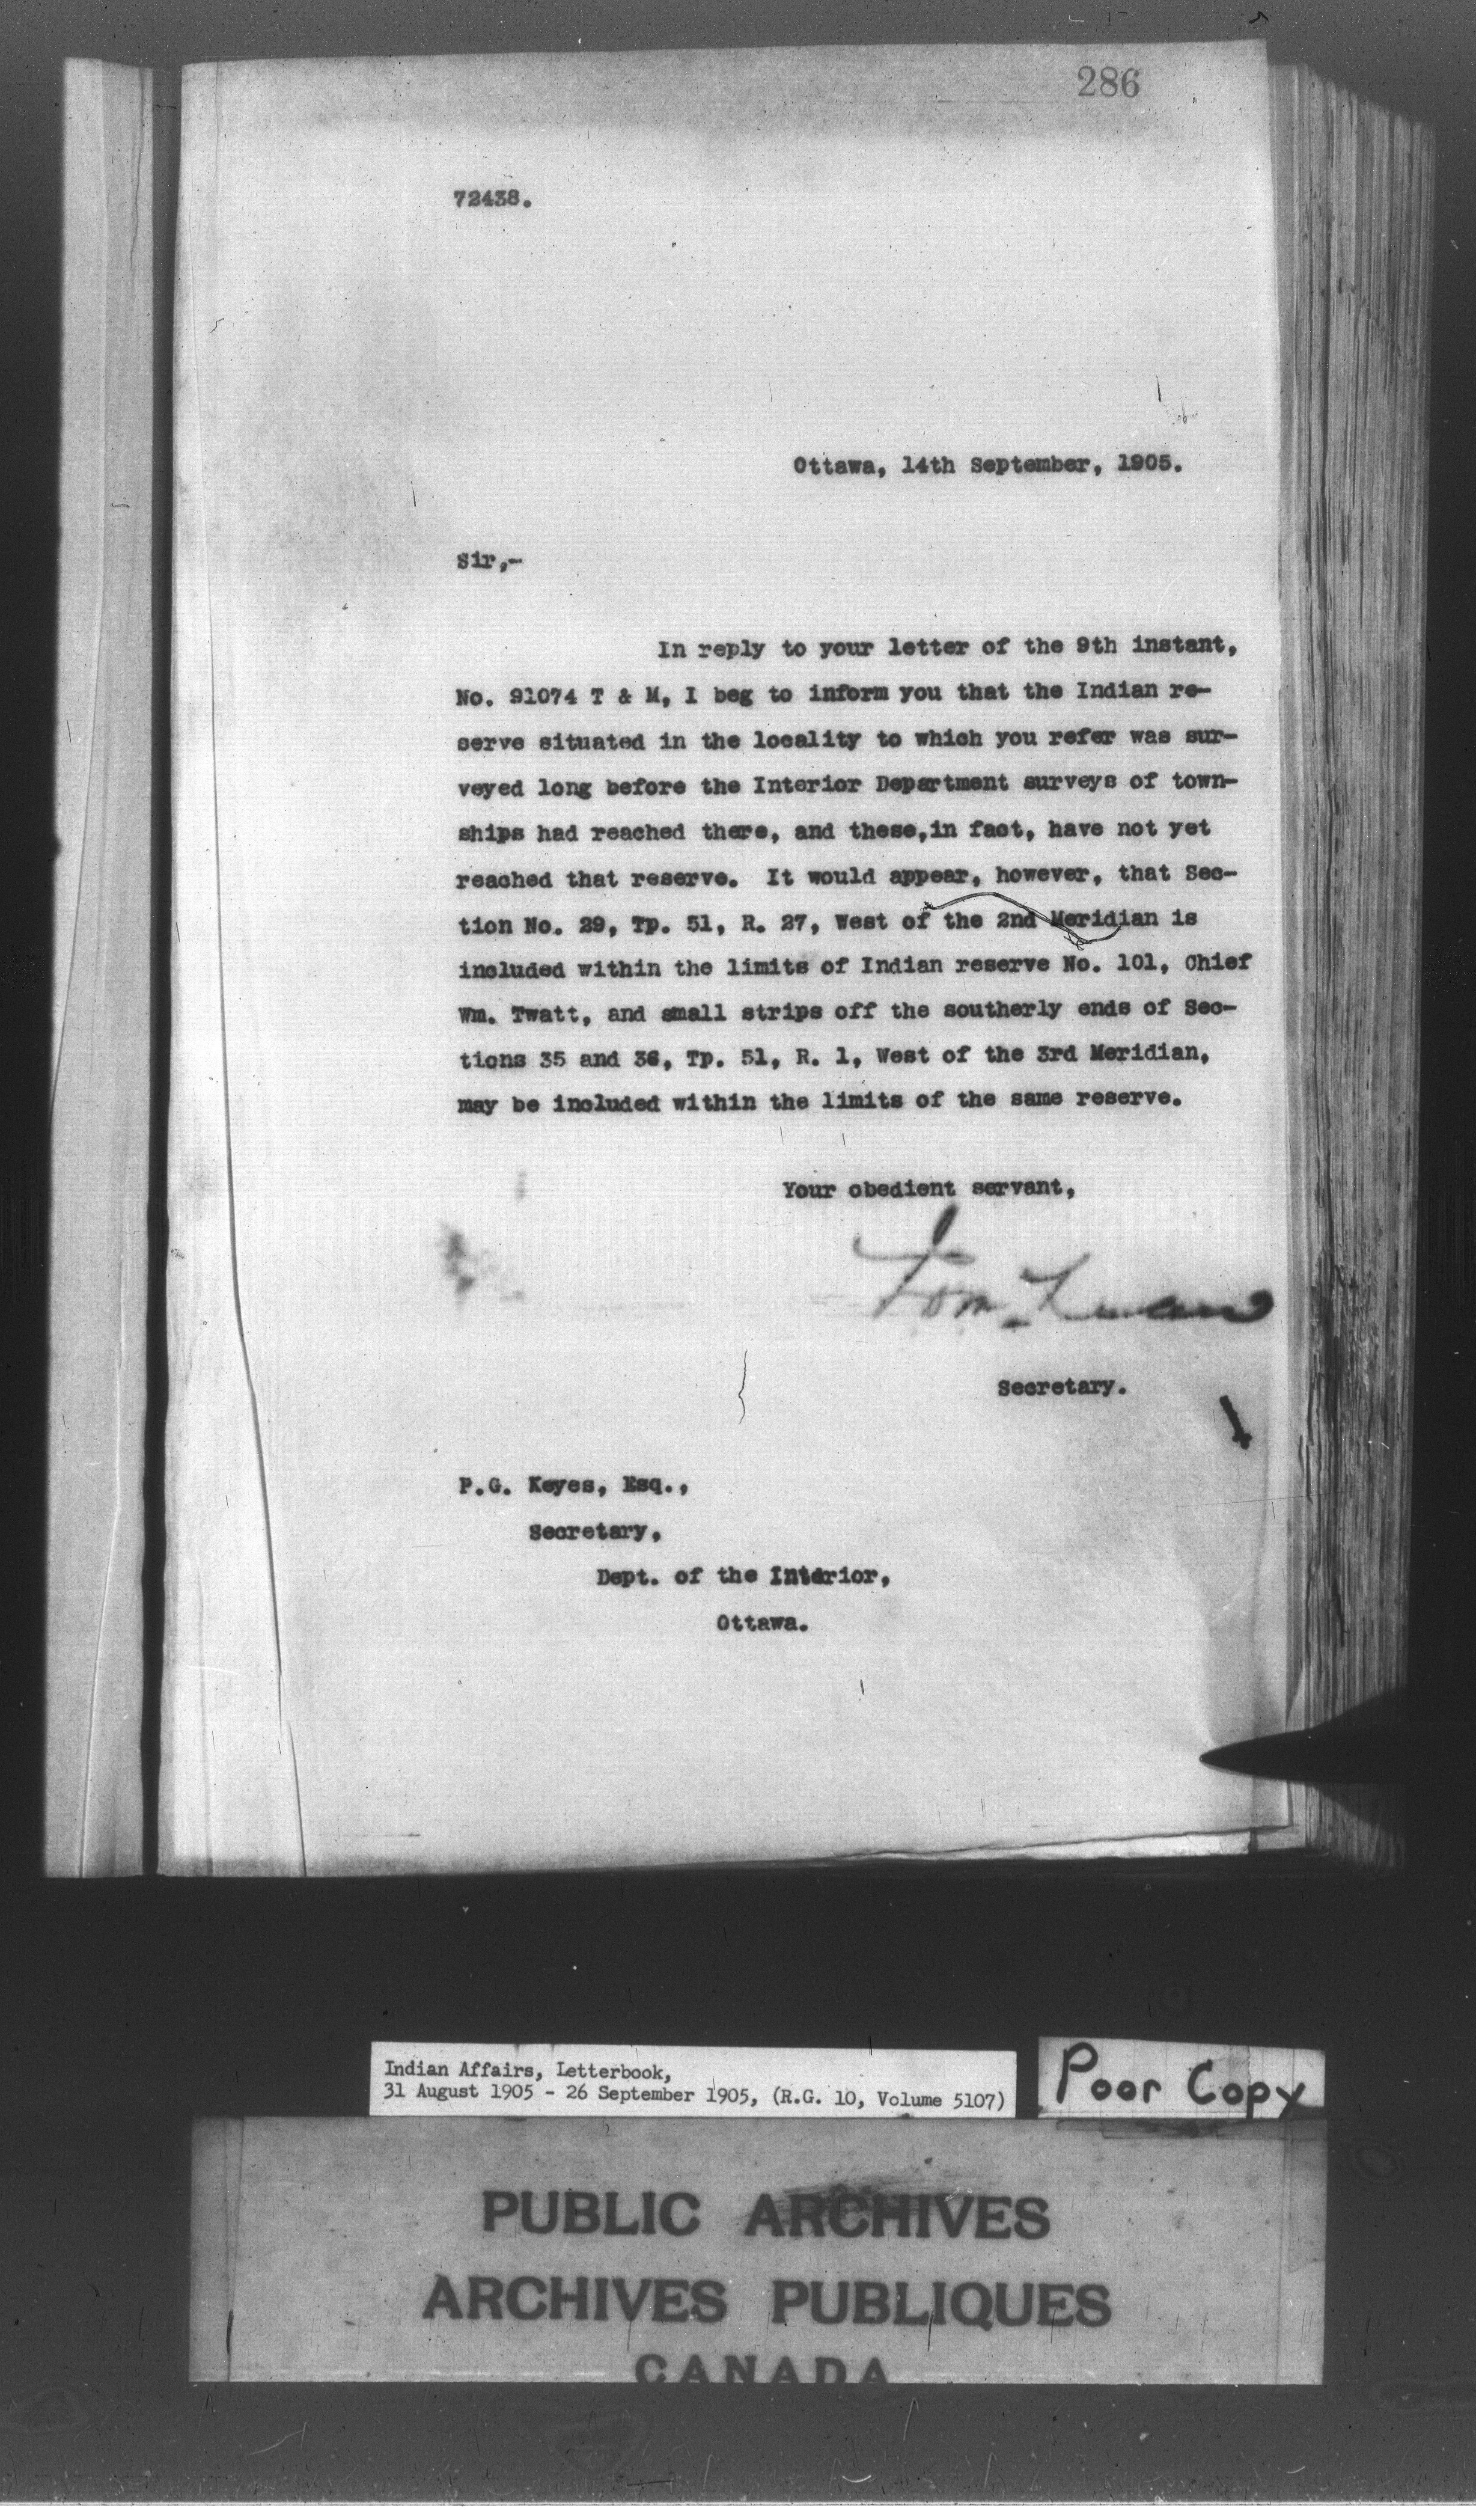 286
72438.
Ottawa, 14th September, 1905.
Sir,-
In reply to your letter of the 9th instant,
No. 91074 T & M, I beg to inform you that the Indian re-
serve situated in the locality to which you refer was sur-
veyed long before the Interior Department surveys of town-
ships had reached there, and these,in fact, have not yet
reached that reserve. It would appear, however, that Sec-
tion No. 29, Tp. 51, R. 27, West of the 2nd Meridian is
included within the limits of Indian reserve No. 101, Chief
Wm. Twatt, and small strips off the southerly ends of Sec-
tions 35 and 36, Tp. 51, R. 1, West of the 3rd Meridian,
may be included within the limits of the same reserve.
Your obedient servant,
Secretary.
P.G. Keyes, Esq.,
Secretary,
Dept. of the Interior,
Ottawa.
Indian Affairs, Letterbook,
31 August 1905 - 26 September 1905, (R.G. 10, Volume 5107)
Poor Copy
PUBLIC ARCHIVES
ARCHIVES PUBLIQUES
CANADA